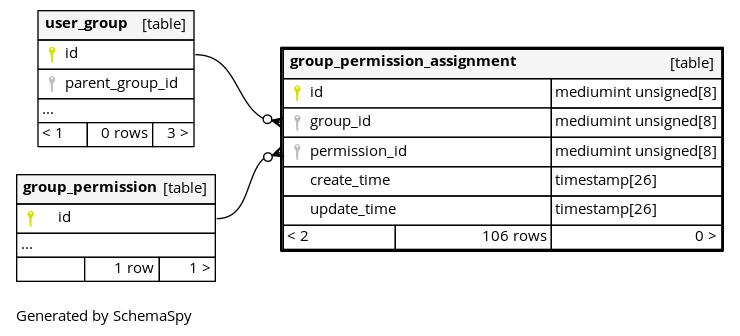 user_group [table]
id
parent_group_id
...
< 1 0 rows 3 >
group_permission_assignment [table]
id mediumint unsigned[8]
group_id mediumint unsigned[8]
permission_id mediumint unsigned[8]
create_time timestamp[26]
update_time timestamp[26]
< 2 106 rows 0 >
group_permission [table]
id
...
1 row 1 >
Generated by SchemaSpy